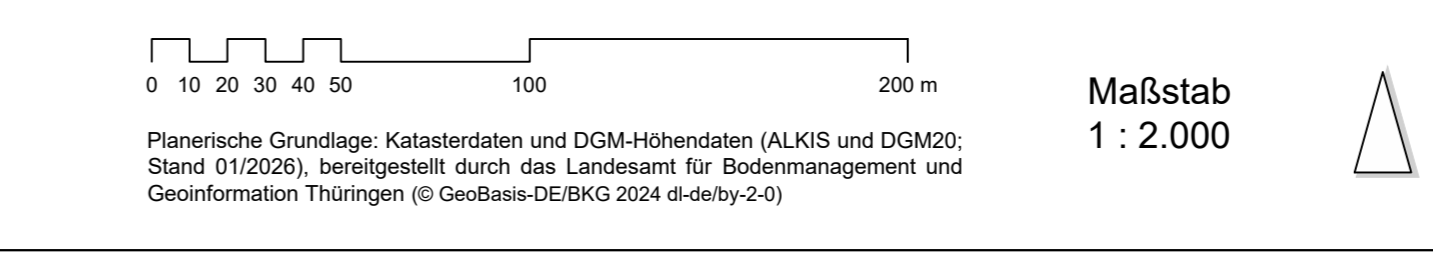 0 10 20 30 40 50 100 200 m
Maßstab
1 : 2.000
Planerische Grundlage: Katasterdaten und DGM-Höhendaten (ALKIS und DGM20;
Stand 01/2026), bereitgestellt durch das Landesamt für Bodenmanagement und
Geoinformation Thüringen (© GeoBasis-DE/BKG 2024 dl-de/by-2-0)